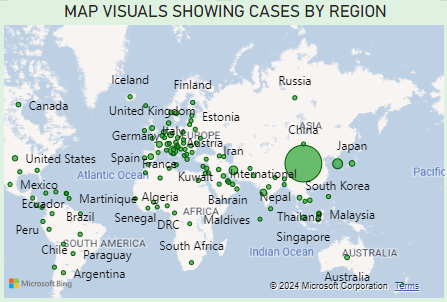 MAP VISUALS SHOWING CASES BY REGION
Iceland
Finland
Russia
Canada
United Kingdom
Estonia
ASIA
Germany
Italy
EUROPE
China
Austria
Japan
United States
Spain
France
Iran
Atlantic Ocean
Kuwait
International
Pacific
Mexico
Martinique
Algeria
Bahrain
Nepal
South Korea
Ecuador
AFRICA
Brazil
Senegal
Maldives
Thailand
Malaysia
Peru
DRC
Singapore
SOUTH AMERICA
Chile
Paraguay
South Africa
Indian Ocean
AUSTRALIA
Argentina
Australia
Microsoft Bing
© 2024 Microsoft Corporation Terms